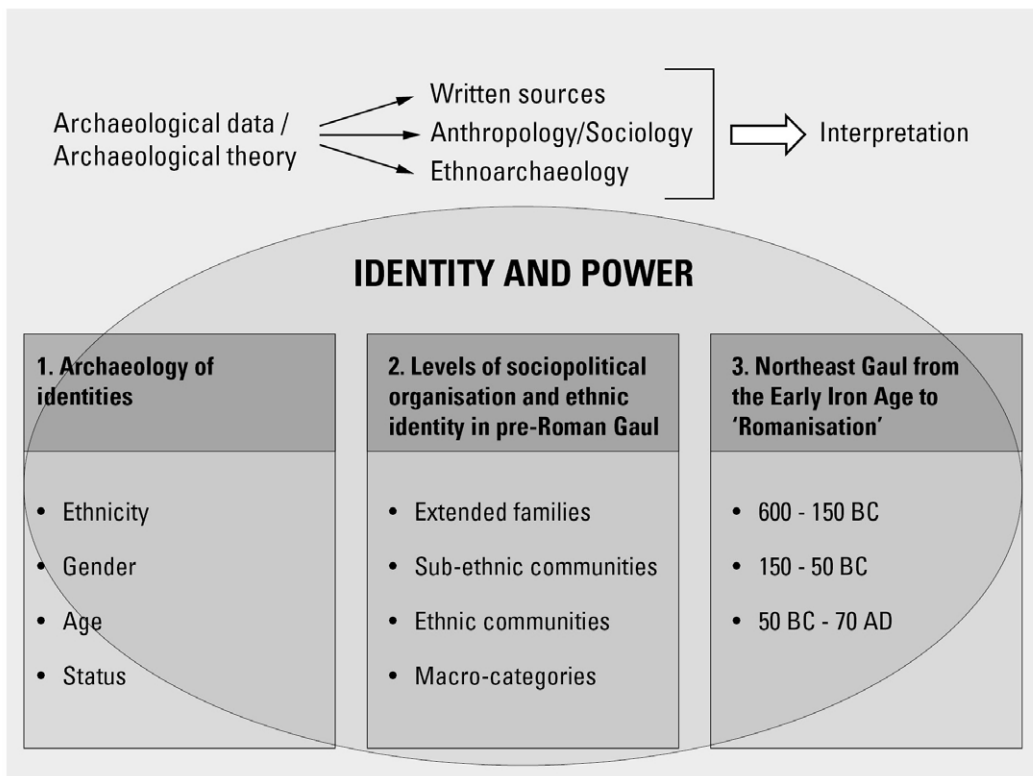 Archaeological data /
Archaeological theory
Written sources
Anthropology/Sociology
Ethnoarchaeology
Interpretation
IDENTITY AND POWER
1. Archaeology of
identities
• Ethnicity
• Gender
• Age
• Status
2. Levels of sociopolitical
organisation and ethnic
identity in pre-Roman Gaul
• Extended families
• Sub-ethnic communities
• Ethnic communities
• Macro-categories
3. Northeast Gaul from
the Early Iron Age to
‘Romanisation’
• 600 - 150 BC
• 150 - 50 BC
• 50 BC - 70 AD